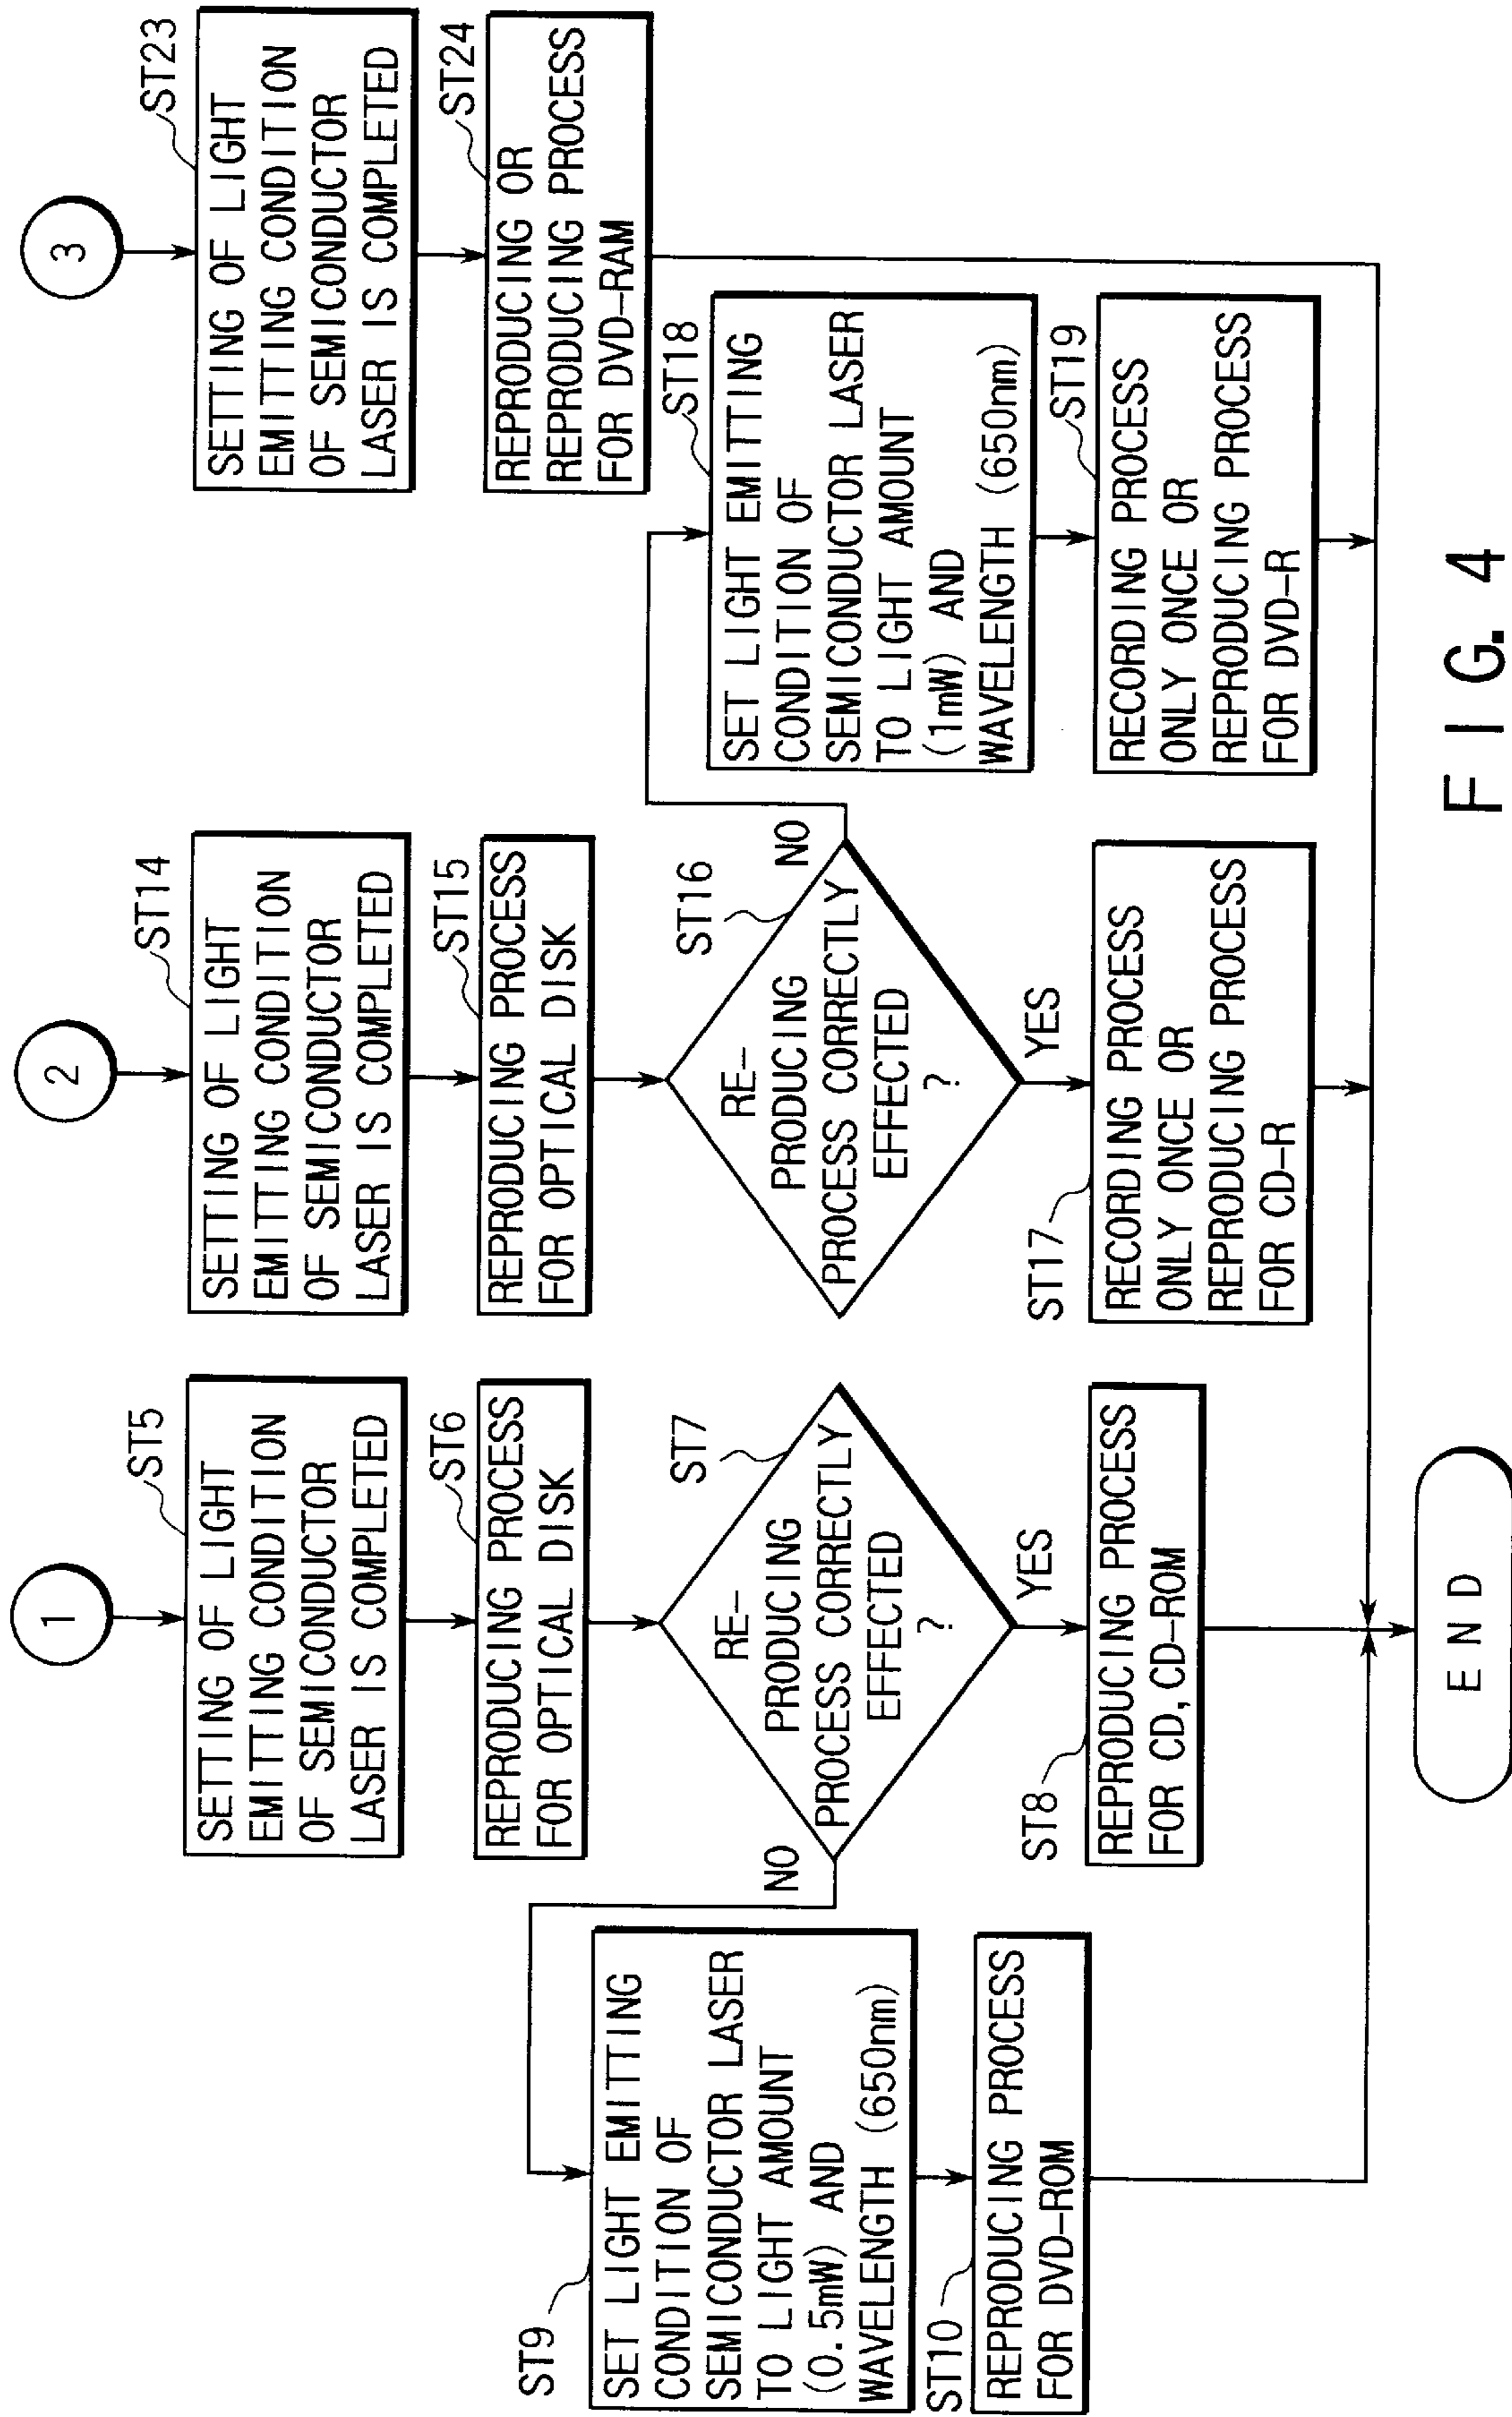 1
ST5
SETTING OF LIGHT
EMITTING CONDITION
OF SEMICONDUCTOR
LASER IS COMPLETED
ST6
REPRODUCING PROCESS
FOR OPTICAL DISK
ST7
RE-
PRODUCING
PROCESS CORRECTLY
EFFECTED
?
NO
YES
ST8
REPRODUCING PROCESS
FOR CD, CD-ROM
ST9
SET LIGHT EMITTING
CONDITION OF
SEMICONDUCTOR LASER
TO LIGHT AMOUNT
(0.5mW) AND
WAVELENGTH (650nm)
ST10
REPRODUCING PROCESS
FOR DVD-ROM
2
ST14
SETTING OF LIGHT
EMITTING CONDITION
OF SEMICONDUCTOR
LASER IS COMPLETED
ST15
REPRODUCING PROCESS
FOR OPTICAL DISK
ST16
RE-
PRODUCING
PROCESS CORRECTLY
EFFECTED
?
NO
YES
ST17
RECORDING PROCESS
ONLY ONCE OR
REPRODUCING PROCESS
FOR CD-R
ST18
SET LIGHT EMITTING
CONDITION OF
SEMICONDUCTOR LASER
TO LIGHT AMOUNT
(1mW) AND
WAVELENGTH (650nm)
ST19
RECORDING PROCESS
ONLY ONCE OR
REPRODUCING PROCESS
FOR DVD-R
3
ST23
SETTING OF LIGHT
EMITTING CONDITION
OF SEMICONDUCTOR
LASER IS COMPLETED
ST24
REPRODUCING OR
REPRODUCING PROCESS
FOR DVD-RAM
END
FIG. 4